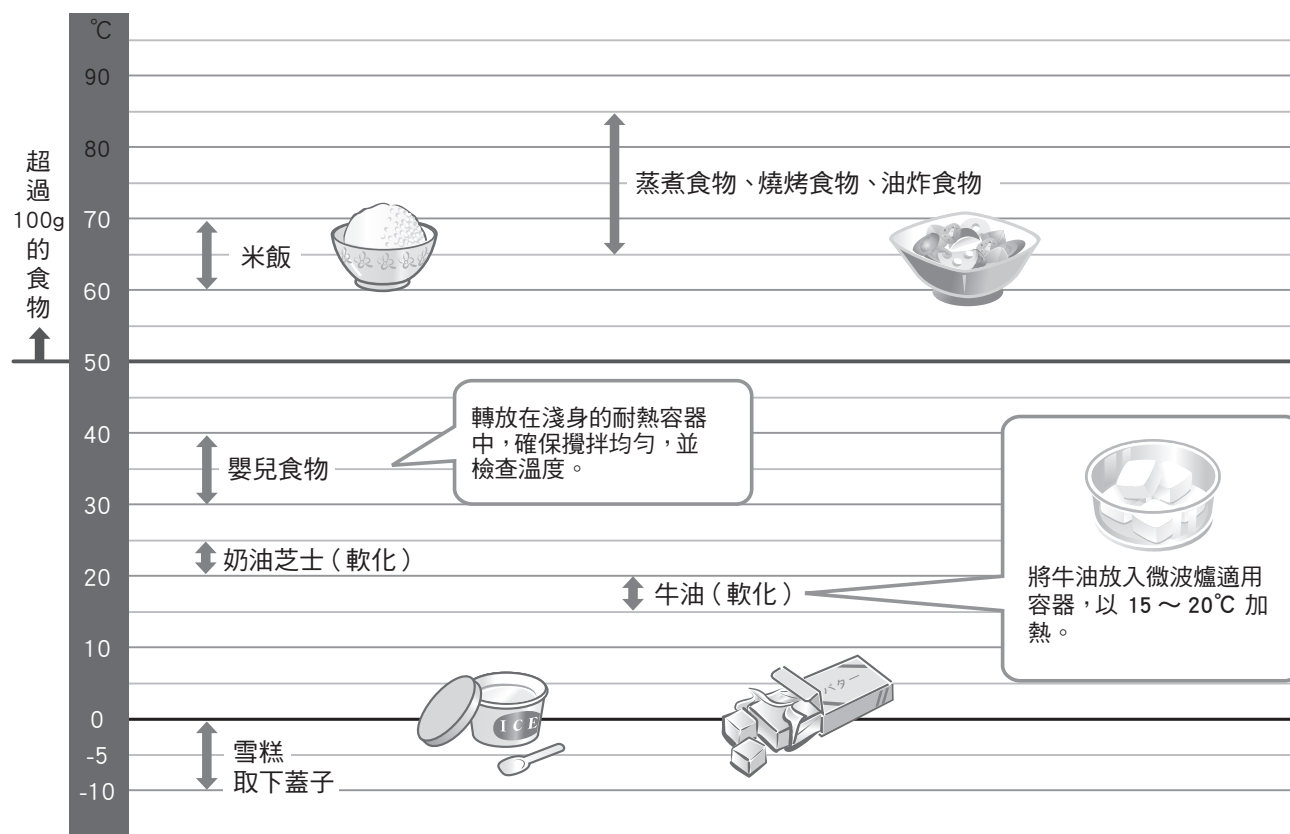 ℃
90
80
70
60
50
40
30
20
10
0
-5
-10
超
過
100g
的
食
物
蒸煮食物、燒烤食物、油炸食物
米飯
轉放在淺身的耐熱容器
中，確保攪拌均勻，並
檢查溫度。
嬰兒食物
奶油芝士（軟化）
牛油（軟化）
將牛油放入微波爐適用
容器，以 15 ～ 20℃ 加
熱。
バター
ICE
雪糕
取下蓋子